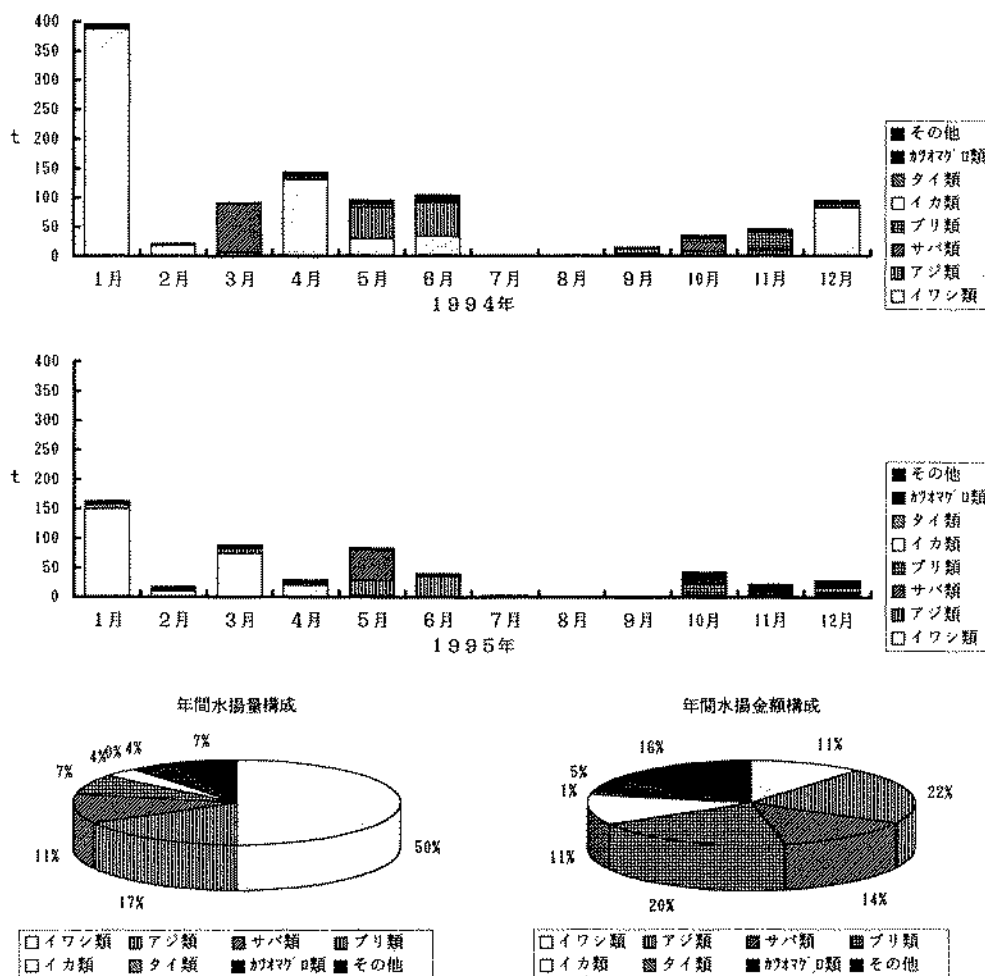 400
350
300
250
200
150
100
50
0
t
1月 2月 3月 4月 5月 6月 7月 8月 9月 10月 11月 12月
1994年
その他
カツオマグロ類
タイ類
イカ類
ブリ類
サバ類
アジ類
イワシ類
400
350
300
250
200
150
100
50
0
t
1月 2月 3月 4月 5月 6月 7月 8月 9月 10月 11月 12月
1995年
その他
カツオマグロ類
タイ類
イカ類
ブリ類
サバ類
アジ類
イワシ類
年間水揚量構成
7%
4%
0%
4%
7%
11%
17%
50%
イワシ類 アジ類 サバ類 ブリ類
イカ類 タイ類 カツオマグロ類 その他
年間水揚金額構成
16%
11%
5%
1%
22%
11%
20%
14%
イワシ類 アジ類 サバ類 ブリ類
イカ類 タイ類 カツオマグロ類 その他